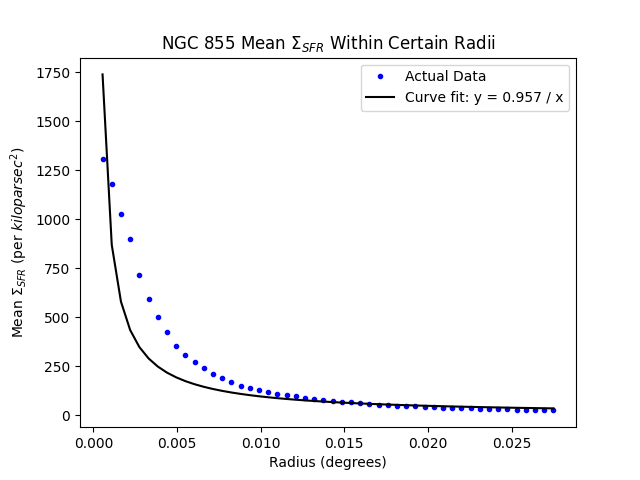 NGC 855 Mean Σ_SFR Within Certain Radii
Actual Data
Curve fit: y = 0.957 / x
Mean Σ_SFR (per kiloparsec²)
1750
1500
1250
1000
750
500
250
0
0.000 0.005 0.010 0.015 0.020 0.025
Radius (degrees)